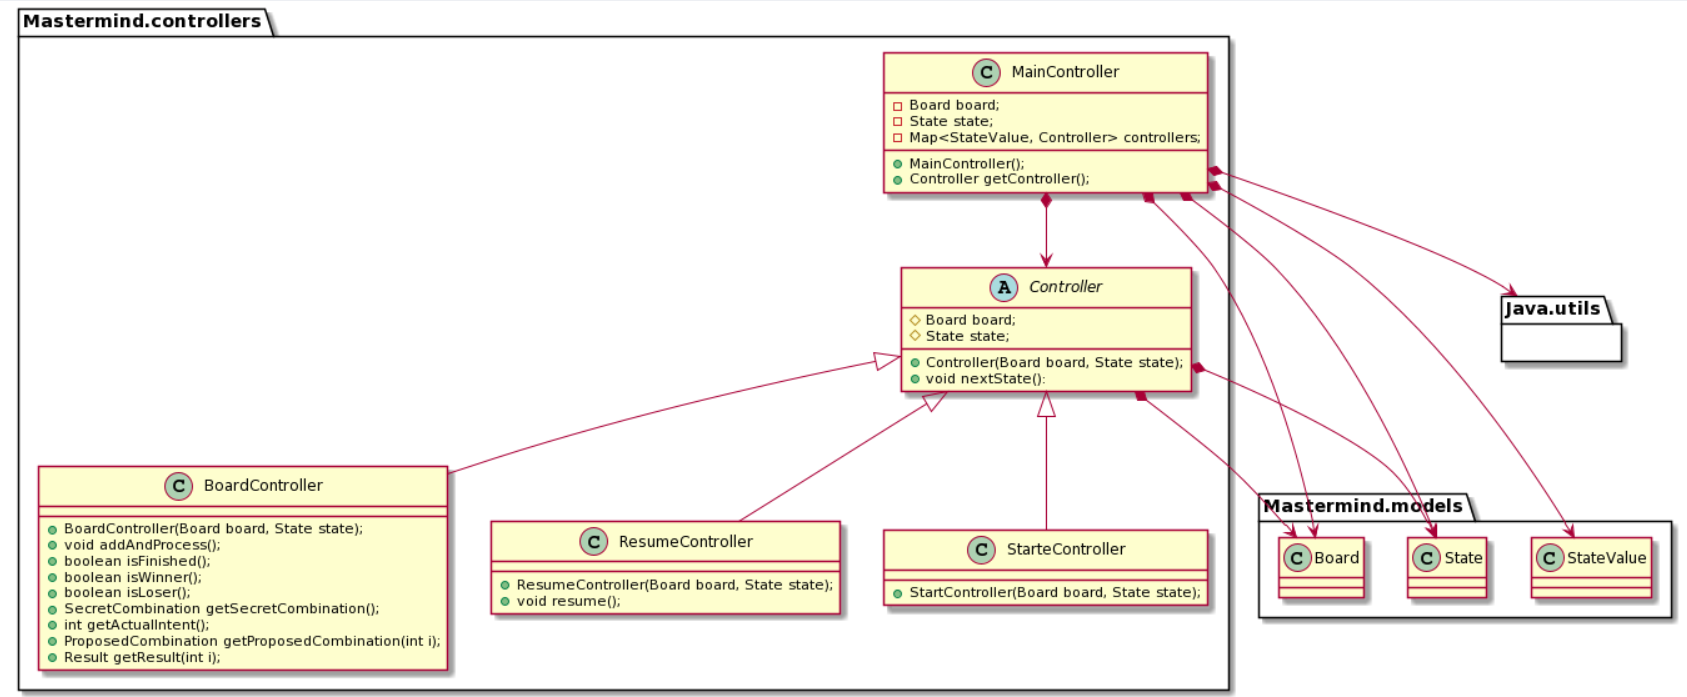 Mastermind.controllers
C MainController
Board board;
State state;
Map<StateValue, Controller> controllers;
MainController();
Controller getController();
A Controller
Board board;
State state;
Controller(Board board, State state);
void nextState():
Java.utils
C BoardController
BoardController(Board board, State state);
void addAndProcess();
boolean isFinished();
boolean isWinner();
boolean isLoser();
SecretCombination getSecretCombination();
int getActualIntent();
ProposedCombination getProposedCombination(int i);
Result getResult(int i);
C ResumeController
ResumeController(Board board, State state);
void resume();
C StarteController
StartController(Board board, State state);
Mastermind.models
C Board
C State
C StateValue